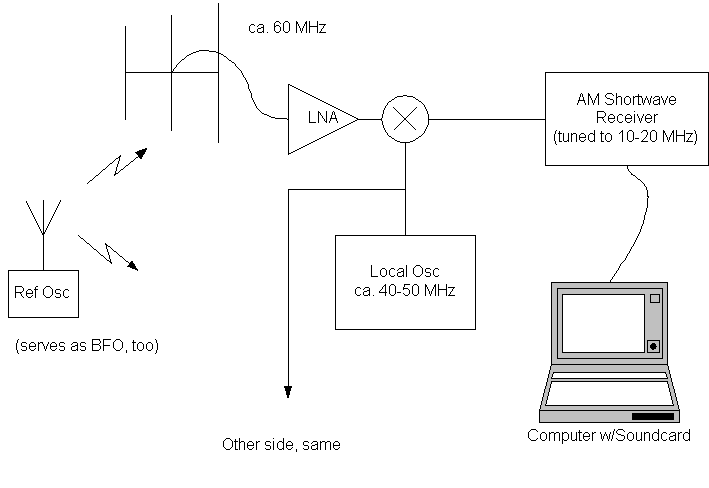 ca. 60 MHz
LNA
AM Shortwave
Receiver
(tuned to 10-20 MHz)
Ref Osc
(serves as BFO, too)
Local Osc
ca. 40-50 MHz
Other side, same
Computer w/Soundcard